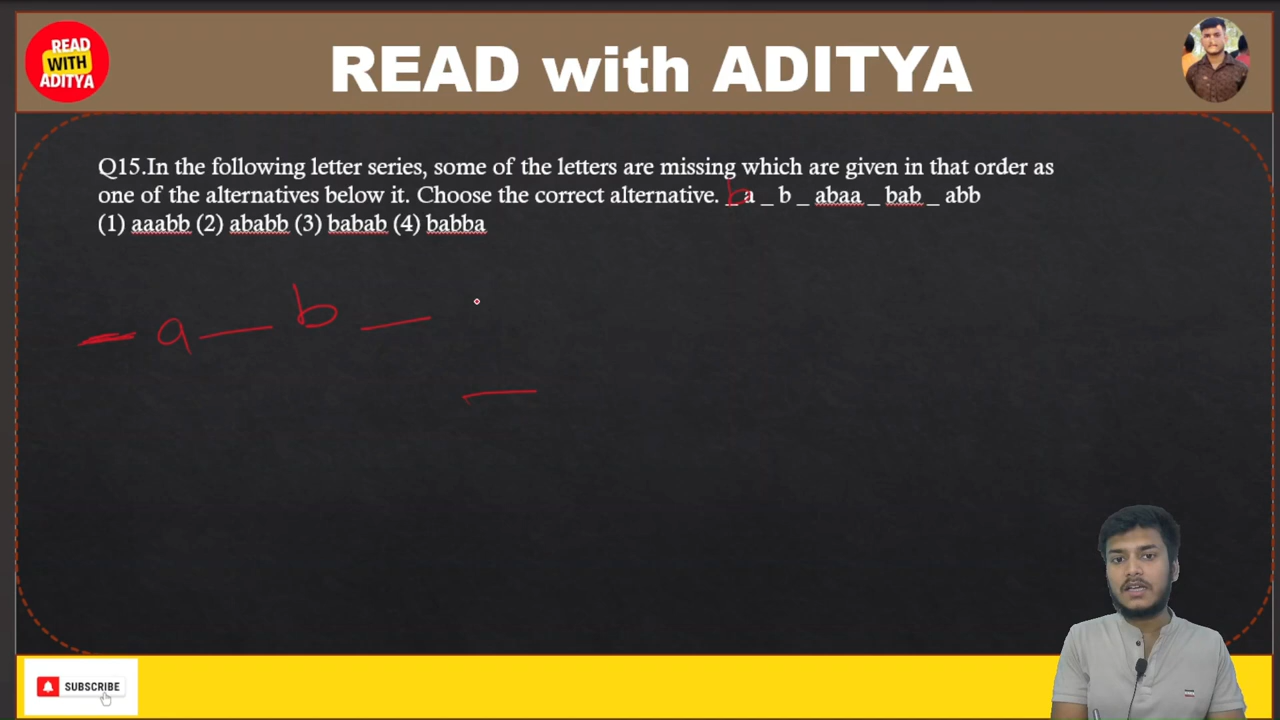 READ
WITH
ADITYA
READ with ADITYA
Q15.In the following letter series, some of the letters are missing which are given in that order as
one of the alternatives below it. Choose the correct alternative. _ a _ b _ abaa _ bab _ abb
b
(1) aaabb (2) ababb (3) babab (4) babba
_ a _ b _
_
SUBSCRIBE